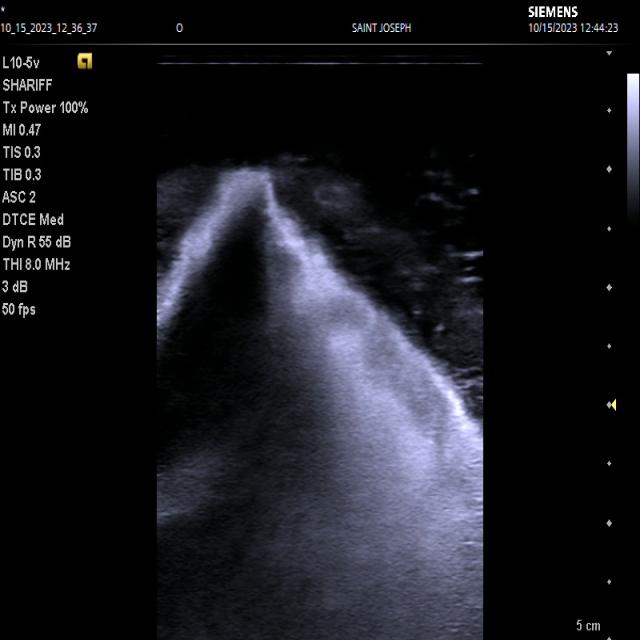 *
SIEMENS
10_15_2023_12_36_37 O SAINT JOSEPH 10/15/2023 12:44:23
L10-5v
SHARIFF
Tx Power 100%
MI 0.47
TIS 0.3
TIB 0.3
ASC 2
DTCE Med
Dyn R 55 dB
THI 8.0 MHz
3 dB
50 fps
5 cm